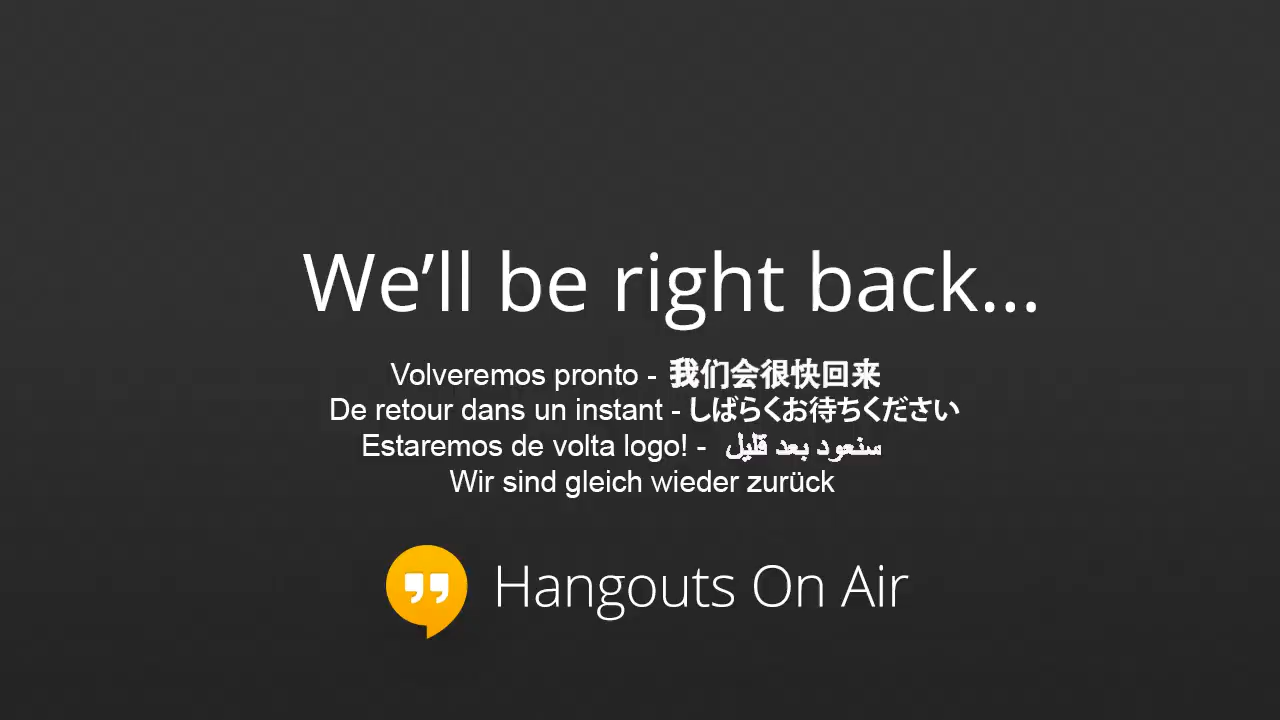 We'll be right back...
Volveremos pronto - 我们会很快回来
De retour dans un instant - しばらくお待ちください
Estaremos de volta logo! - سنعود بعد قليل
Wir sind gleich wieder zurück
Hangouts On Air